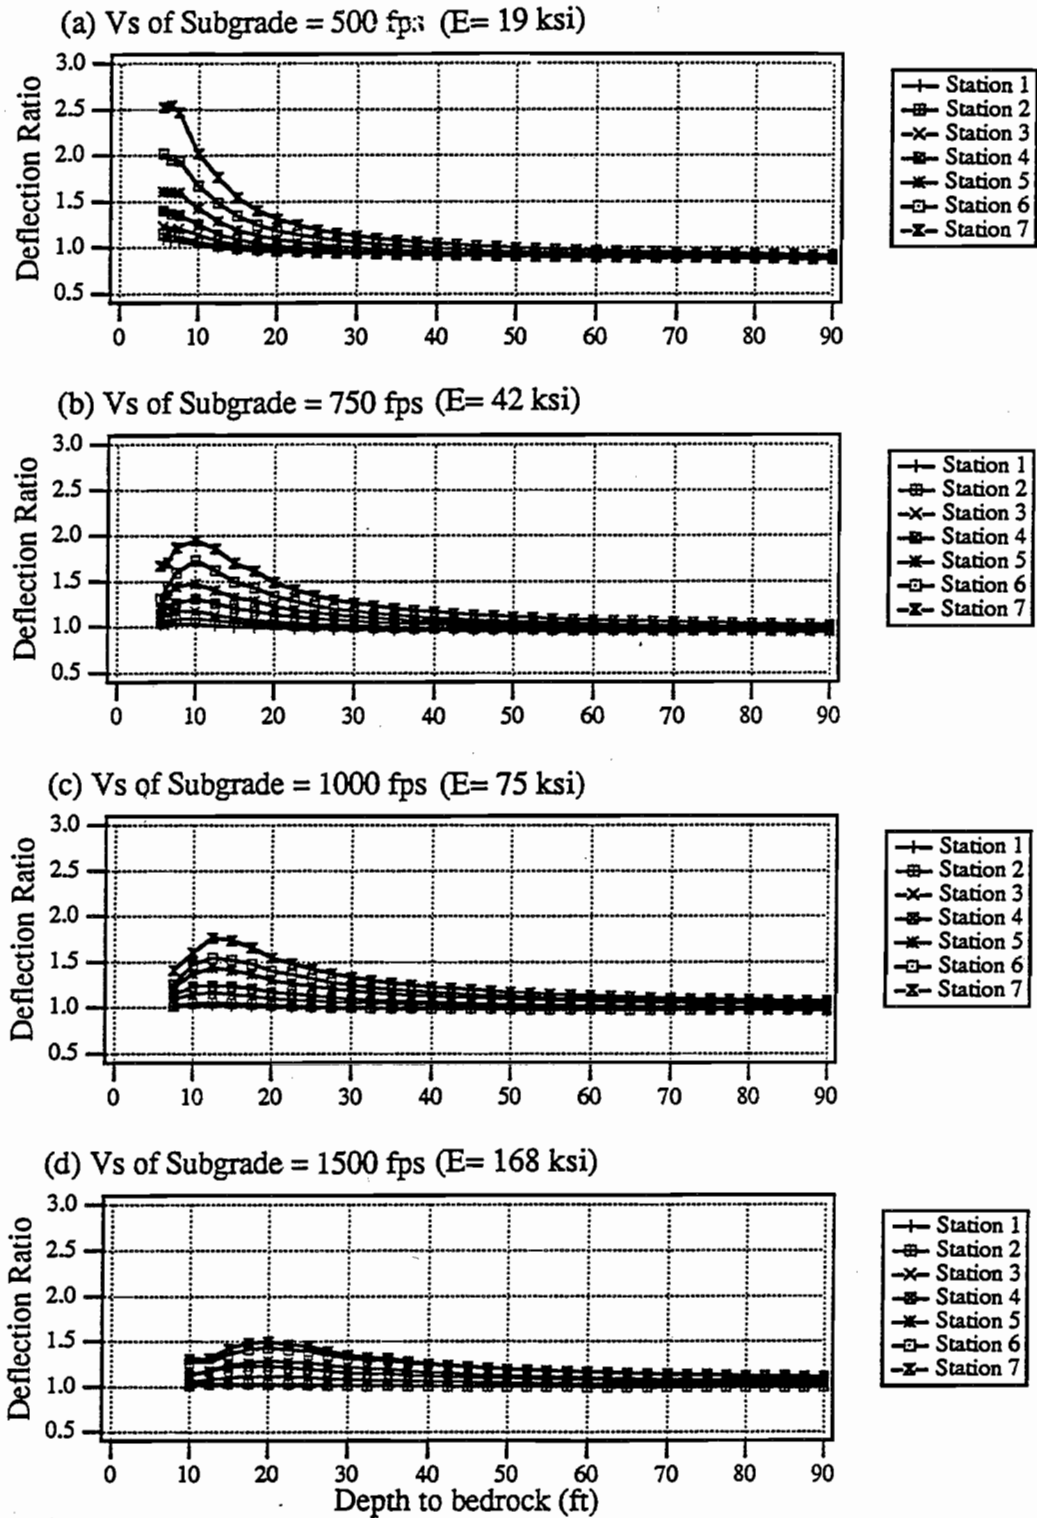 (a) Vs of Subgrade = 500 fps (E= 19 ksi)
Deflection Ratio
3.0
2.5
2.0
1.5
1.0
0.5
0 10 20 30 40 50 60 70 80 90
Station 1
Station 2
Station 3
Station 4
Station 5
Station 6
Station 7
(b) Vs of Subgrade = 750 fps (E= 42 ksi)
Deflection Ratio
3.0
2.5
2.0
1.5
1.0
0.5
0 10 20 30 40 50 60 70 80 90
Station 1
Station 2
Station 3
Station 4
Station 5
Station 6
Station 7
(c) Vs of Subgrade = 1000 fps (E= 75 ksi)
Deflection Ratio
3.0
2.5
2.0
1.5
1.0
0.5
0 10 20 30 40 50 60 70 80 90
Station 1
Station 2
Station 3
Station 4
Station 5
Station 6
Station 7
(d) Vs of Subgrade = 1500 fps (E= 168 ksi)
Deflection Ratio
3.0
2.5
2.0
1.5
1.0
0.5
0 10 20 30 40 50 60 70 80 90
Depth to bedrock (ft)
Station 1
Station 2
Station 3
Station 4
Station 5
Station 6
Station 7